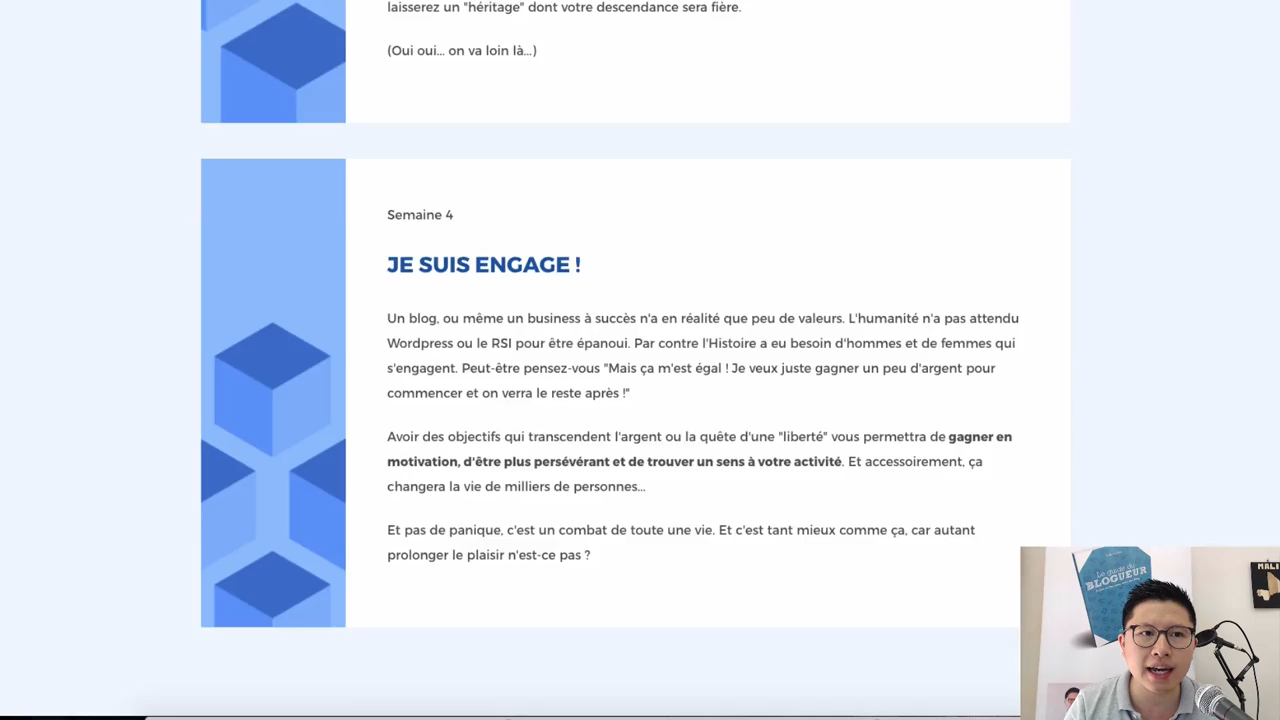 laisserez un "héritage" dont votre descendance sera fière.
(Oui oui... on va loin là...)
Semaine 4
JE SUIS ENGAGE !
Un blog, ou même un business à succès n'a en réalité que peu de valeurs. L'humanité n'a pas attendu
Wordpress ou le RSI pour être épanoui. Par contre l'Histoire a eu besoin d'hommes et de femmes qui
s'engagent. Peut-être pensez-vous "Mais ça m'est égal ! Je veux juste gagner un peu d'argent pour
commencer et on verra le reste après !"
Avoir des objectifs qui transcendent l'argent ou la quête d'une "liberté" vous permettra de gagner en
motivation, d'être plus persévérant et de trouver un sens à votre activité. Et accessoirement, ça
changera la vie de milliers de personnes...
Et pas de panique, c'est un combat de toute une vie. Et c'est tant mieux comme ça, car autant
prolonger le plaisir n'est-ce pas ?
Le guide du
BLOGUEUR
MALI